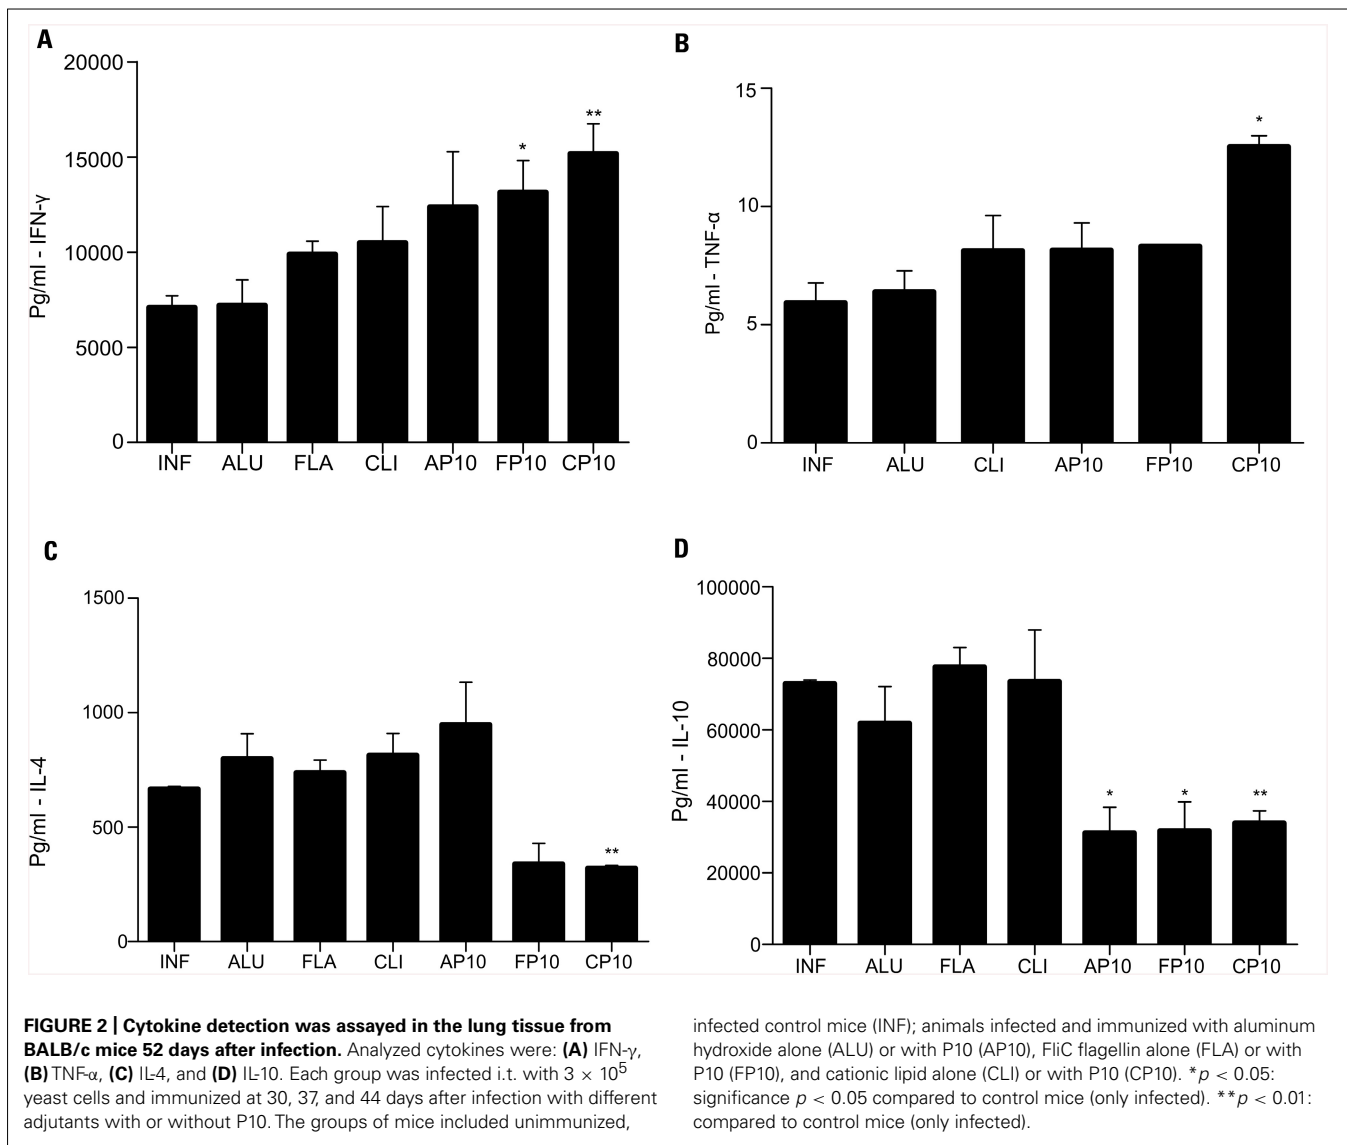 A
20000
15000
10000
5000
0
Pg/ml - IFN-γ
*
**
INF ALU FLA CLI AP10 FP10 CP10
B
15
10
5
0
Pg/ml - TNF-α
*
INF ALU CLI AP10 FP10 CP10
C
1500
1000
500
0
Pg/ml - IL-4
**
INF ALU FLA CLI AP10 FP10 CP10
D
100000
80000
60000
40000
20000
0
Pg/ml - IL-10
* * **
INF ALU FLA CLI AP10 FP10 CP10
FIGURE 2 | Cytokine detection was assayed in the lung tissue from
BALB/c mice 52 days after infection. Analyzed cytokines were: (A) IFN-γ,
(B) TNF-α, (C) IL-4, and (D) IL-10. Each group was infected i.t. with 3 × 10⁵
yeast cells and immunized at 30, 37, and 44 days after infection with different
adjutants with or without P10. The groups of mice included unimmunized,
infected control mice (INF); animals infected and immunized with aluminum
hydroxide alone (ALU) or with P10 (AP10), FliC flagellin alone (FLA) or with
P10 (FP10), and cationic lipid alone (CLI) or with P10 (CP10). *p < 0.05:
significance p < 0.05 compared to control mice (only infected). **p < 0.01:
compared to control mice (only infected).